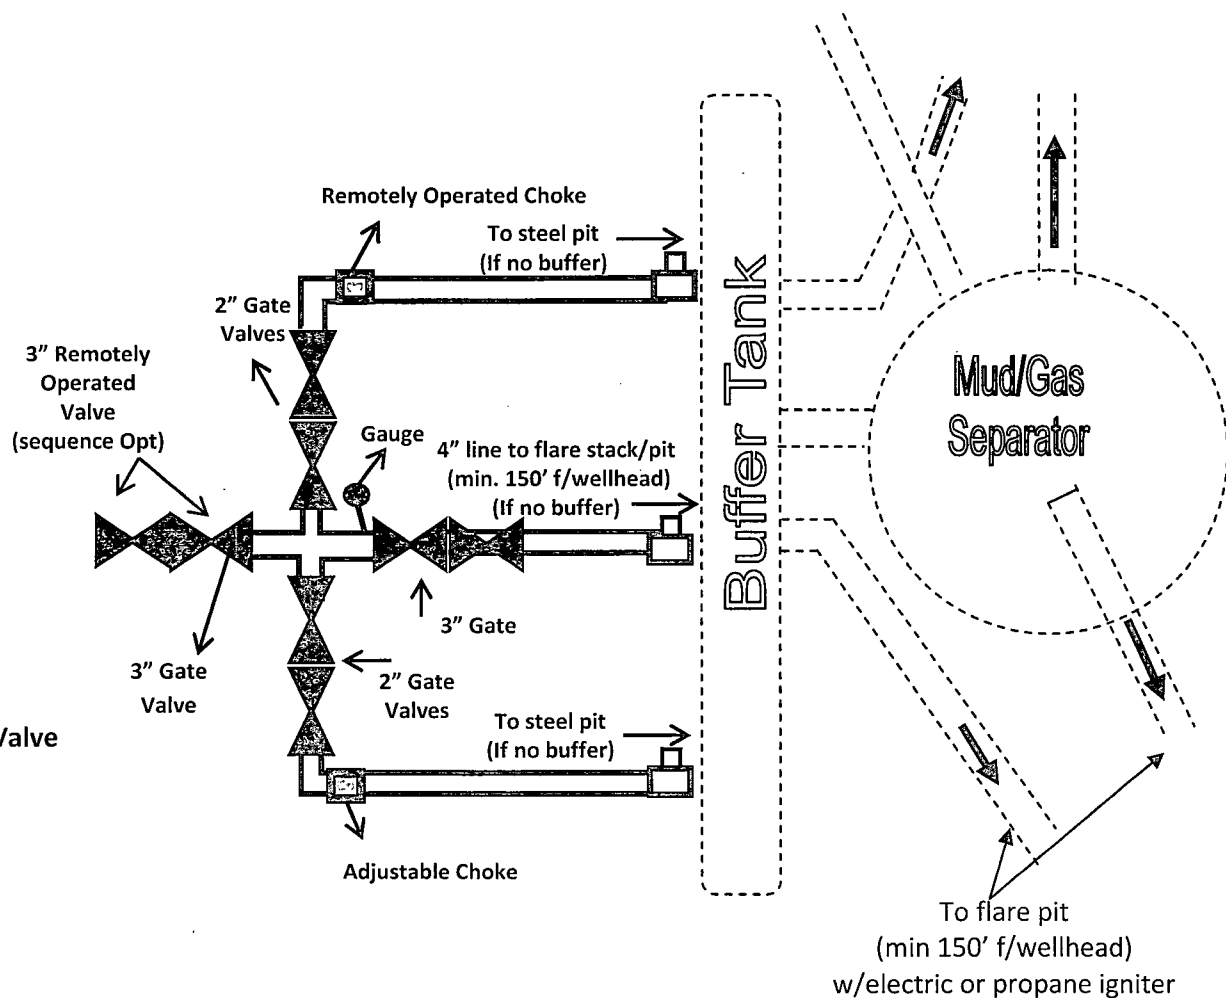 Remotely Operated Choke
To steel pit
(If no buffer)
2” Gate
Valves
3” Remotely
Operated
Valve
(sequence Opt)
Gauge
4” line to flare stack/pit
(min. 150’ f/wellhead)
(If no buffer)
Buffer Tank
Mud/Gas
Separator
3” Gate
3” Gate
Valve
2” Gate
Valves
Valve
To steel pit
(If no buffer)
Adjustable Choke
To flare pit
(min 150’ f/wellhead)
w/electric or propane igniter